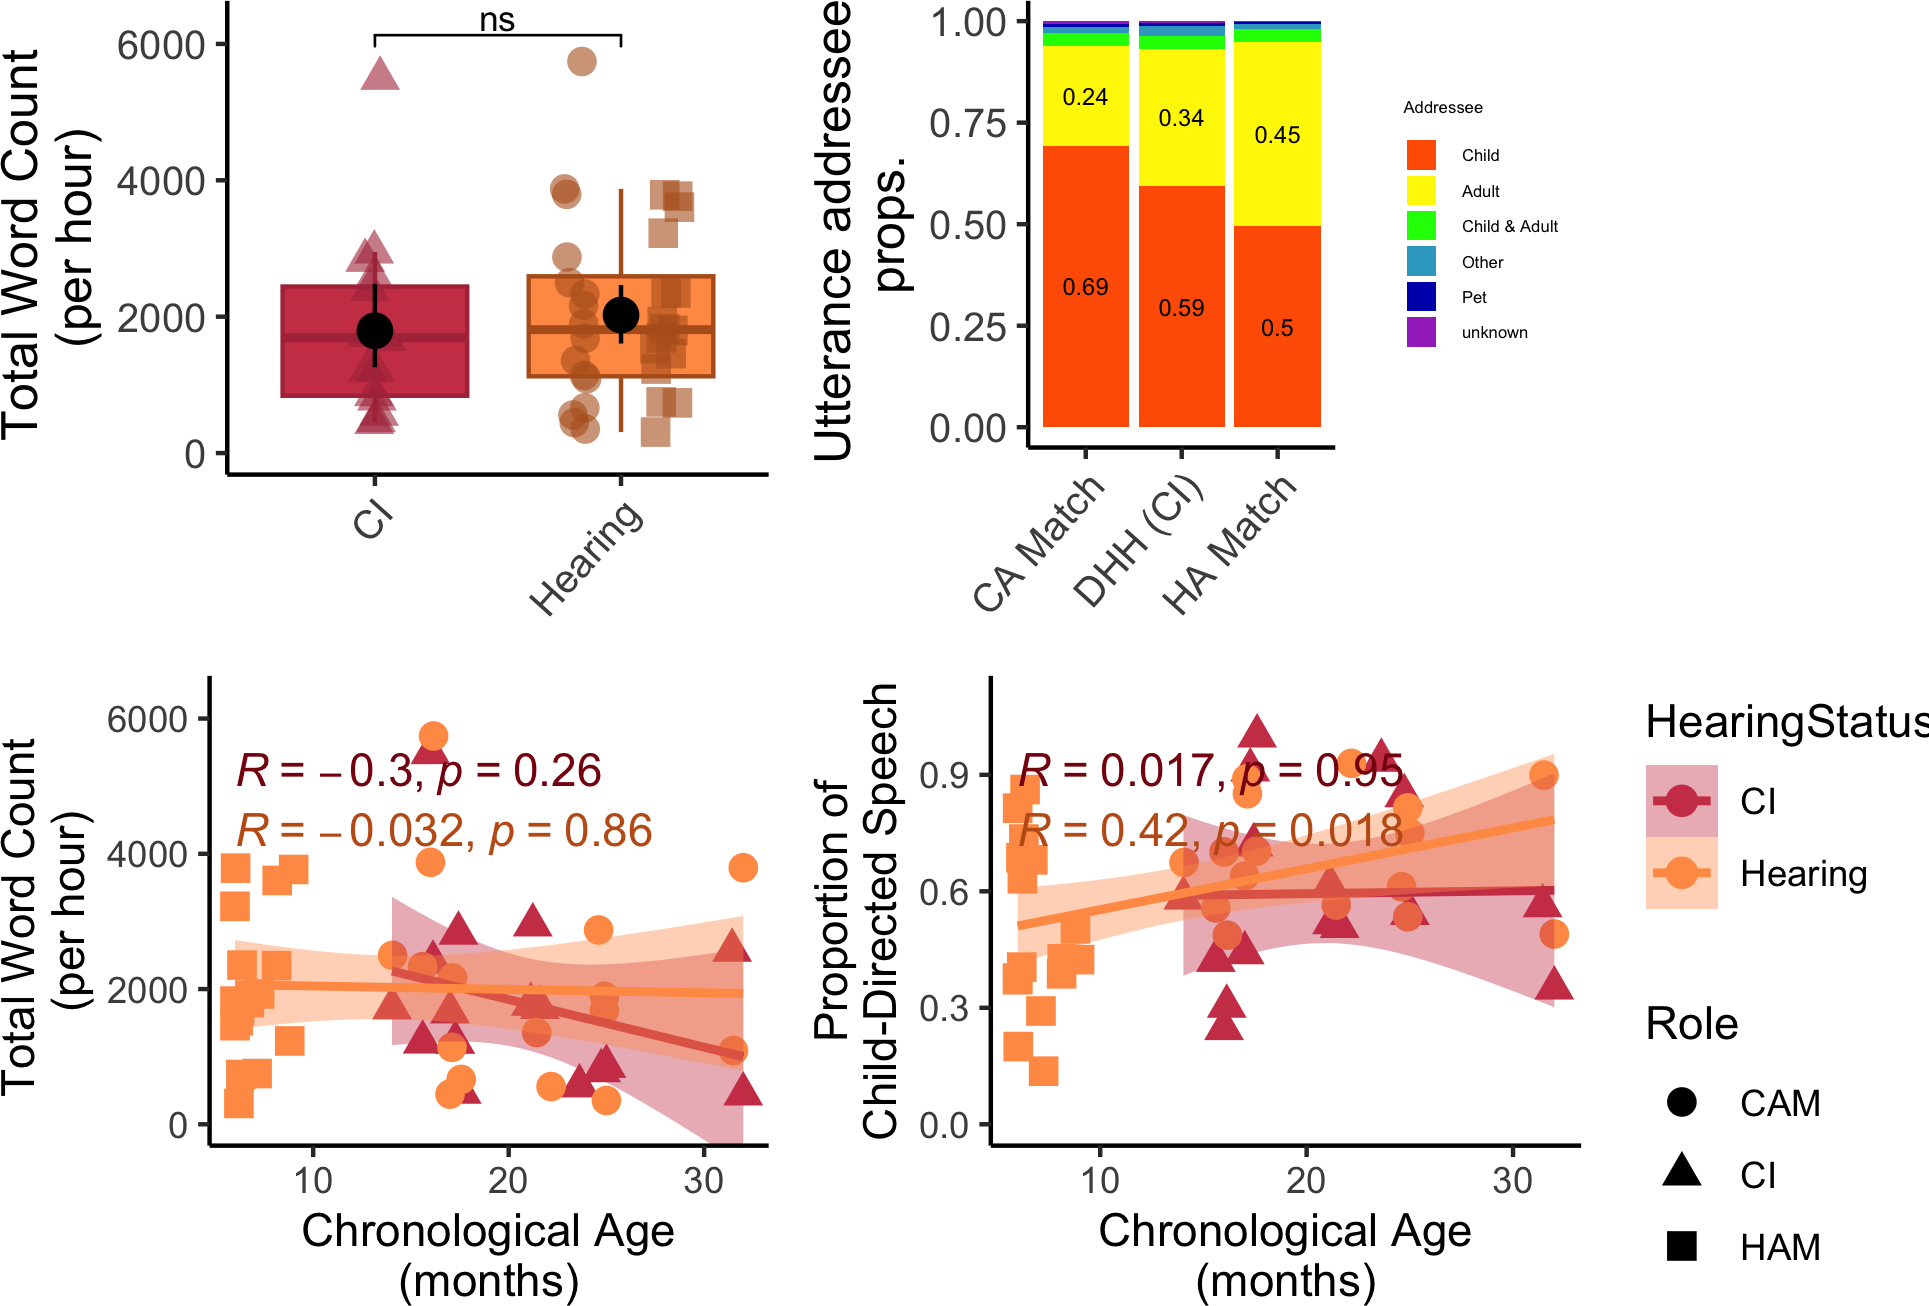 Total Word Count
(per hour)
6000
4000
2000
0
ns
CI
Hearing
Utterance addressee
props.
1.00
0.75
0.50
0.25
0.00
0.24
0.34
0.45
0.69
0.59
0.5
CA Match
DHH (CI)
HA Match
Addressee
Child
Adult
Child & Adult
Other
Pet
unknown
Total Word Count
(per hour)
6000
4000
2000
0
R = −0.3, p = 0.26
R = −0.032, p = 0.86
10
20
30
Chronological Age
(months)
Proportion of
Child-Directed Speech
0.9
0.6
0.3
0.0
R = 0.017, p = 0.95
R = 0.42, p = 0.018
10
20
30
Chronological Age
(months)
HearingStatus
CI
Hearing
Role
CAM
CI
HAM